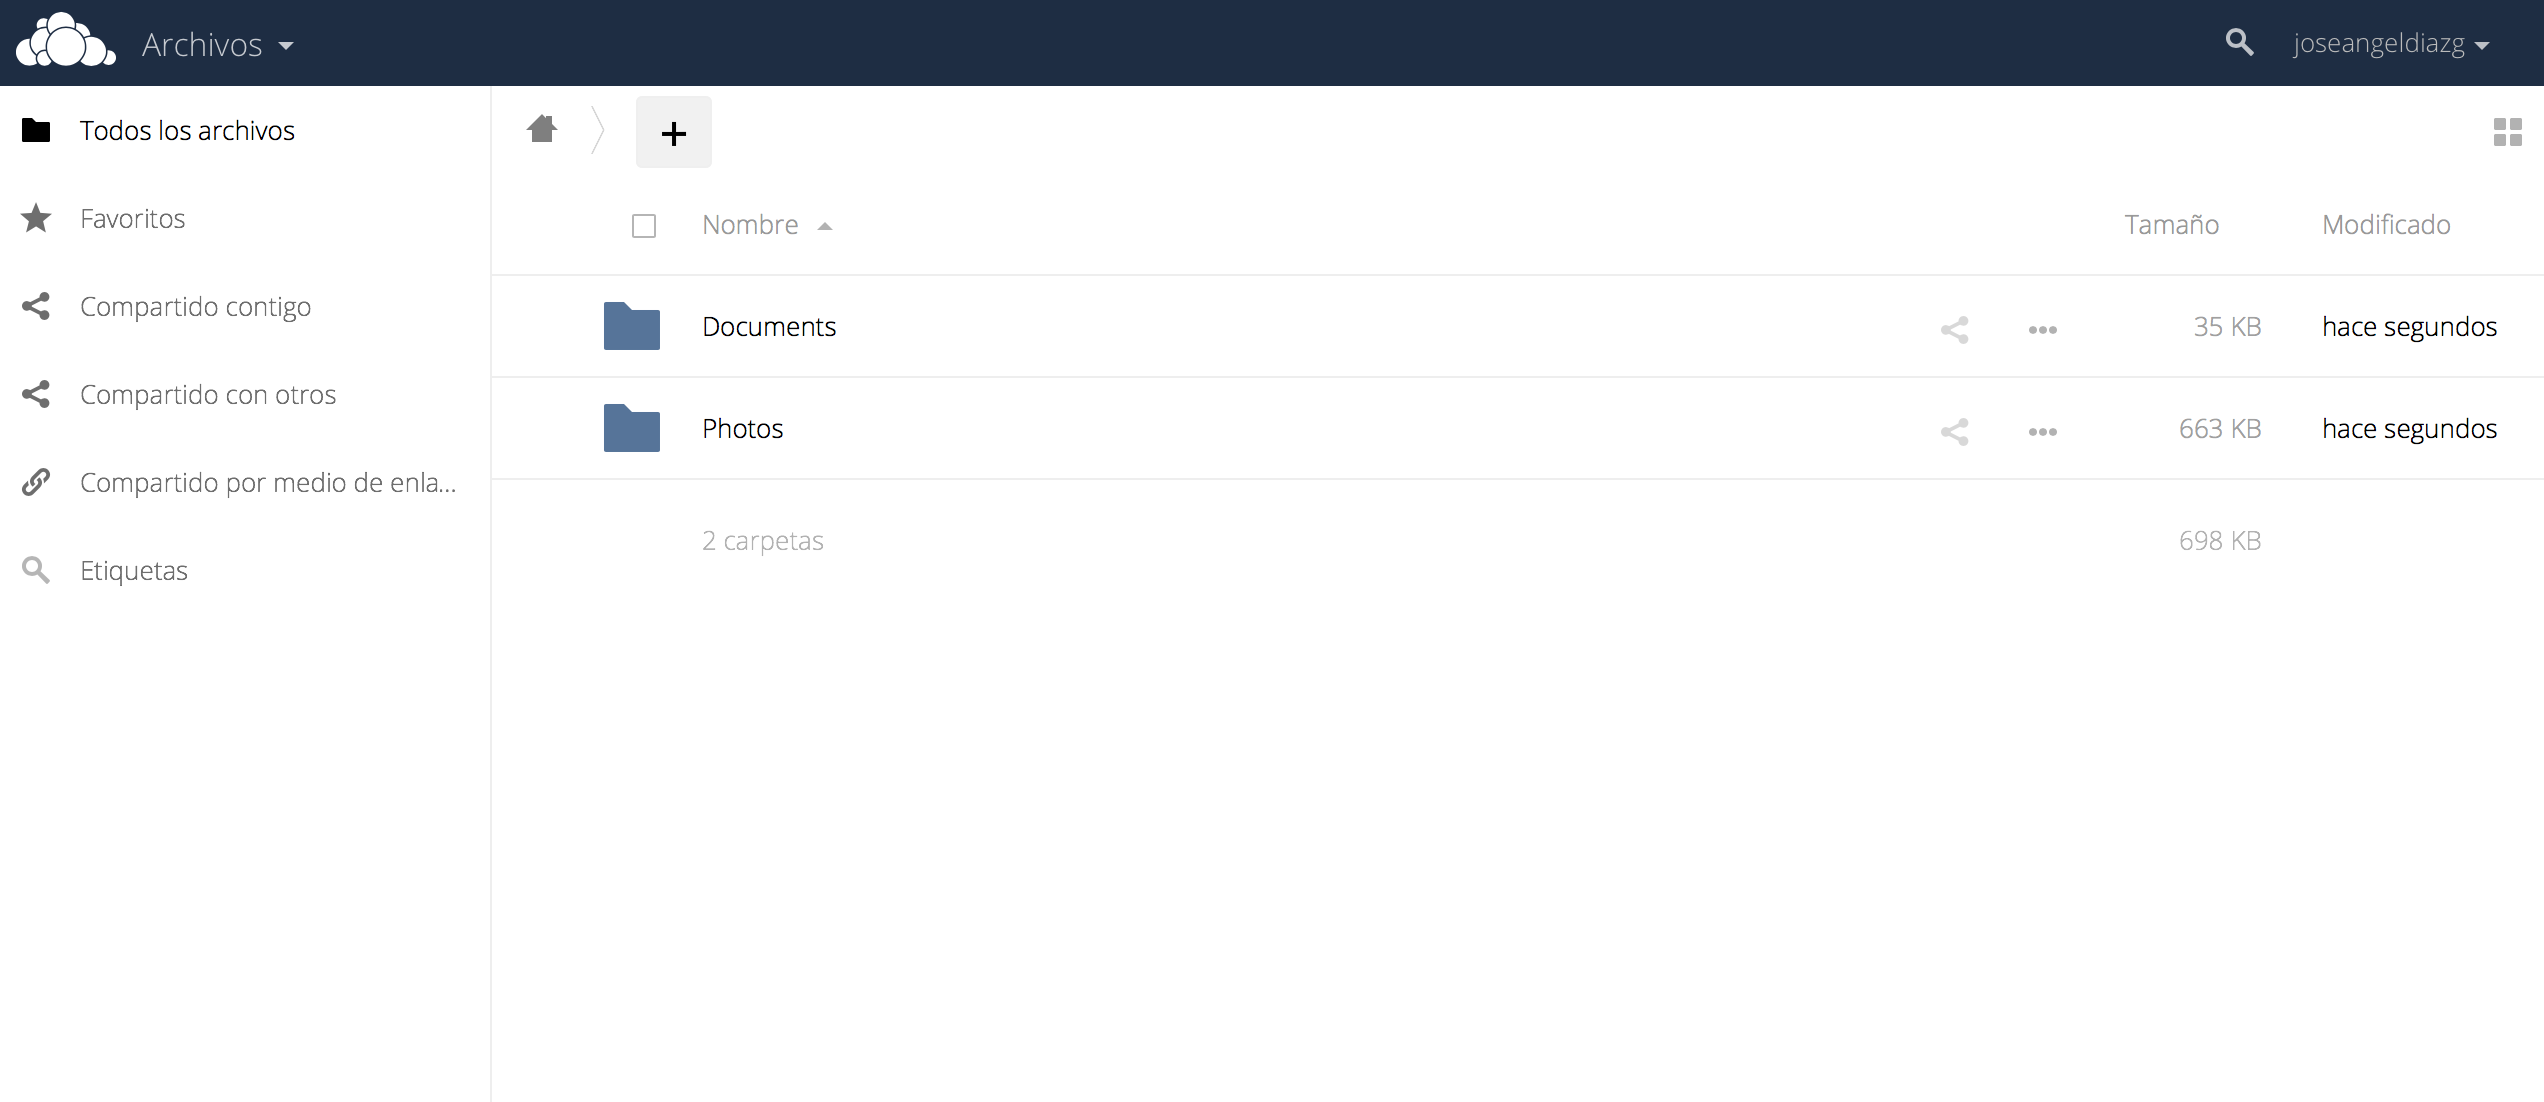 Archivos
joseangeldiazg
Todos los archivos
Favoritos
Compartido contigo
Compartido con otros
Compartido por medio de enla...
Etiquetas
Nombre Tamaño Modificado
Documents 35 KB hace segundos
Photos 663 KB hace segundos
2 carpetas 698 KB